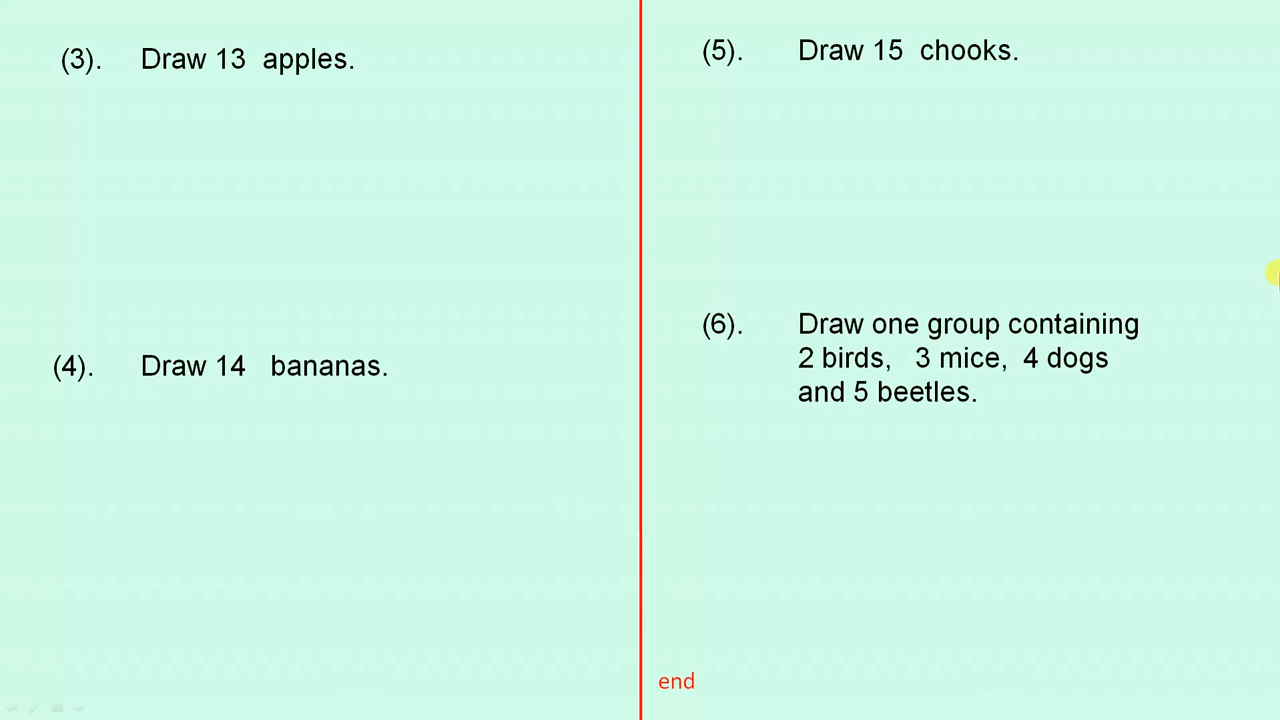 (3). Draw 13 apples.
(4). Draw 14 bananas.
(5). Draw 15 chooks.
(6). Draw one group containing
2 birds, 3 mice, 4 dogs
and 5 beetles.
end